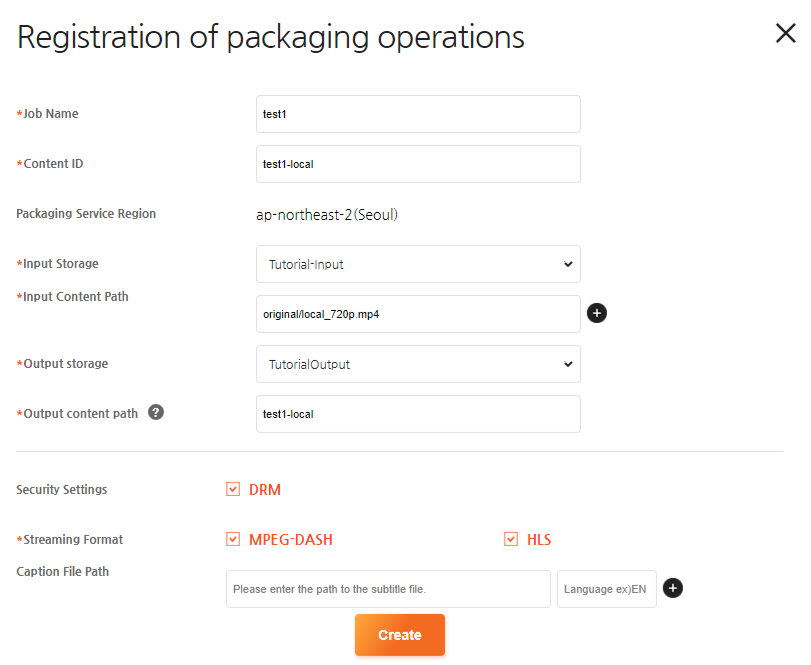 Registration of packaging operations
*Job Name
test1
*Content ID
test1-local
Packaging Service Region
ap-northeast-2(Seoul)
*Input Storage
Tutorial-Input
*Input Content Path
original/local_720p.mp4
*Output storage
TutorialOutput
*Output content path ?
test1-local
Security Settings
DRM
*Streaming Format
MPEG-DASH
HLS
Caption File Path
Please enter the path to the subtitle file.
Language ex)EN
Create